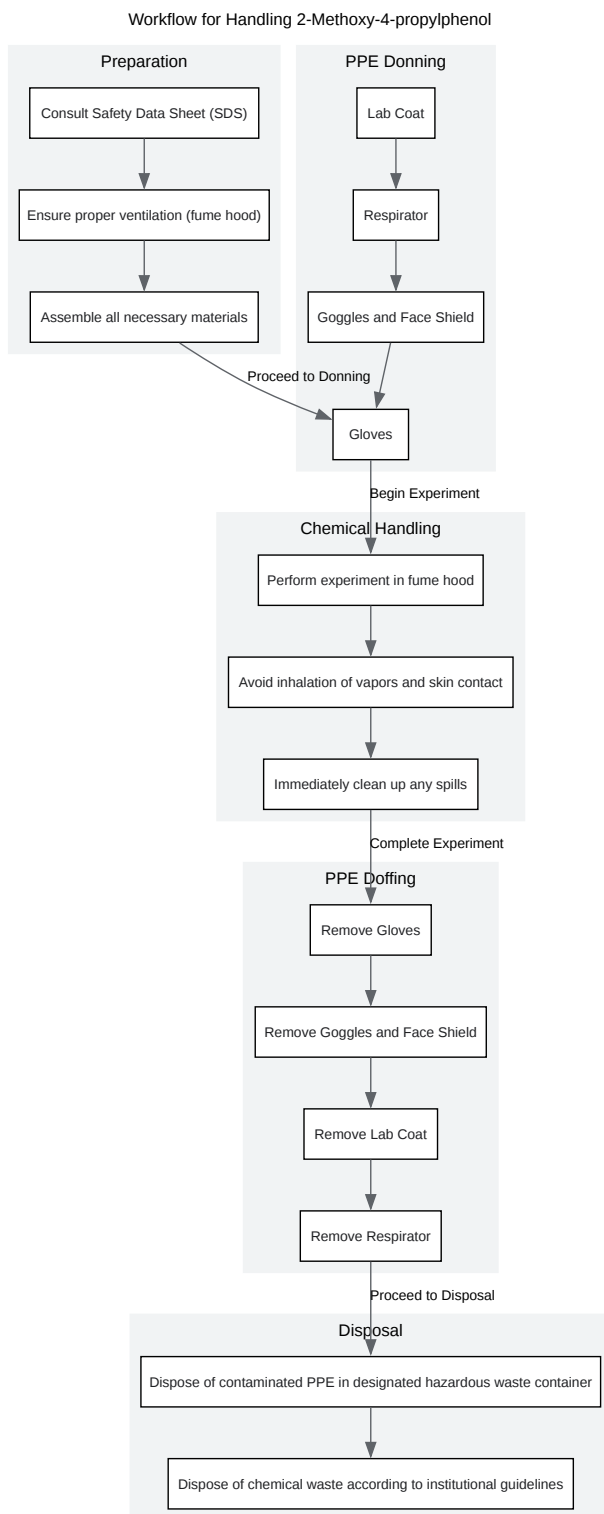 Workflow for Handling 2-Methoxy-4-propylphenol
Preparation
Consult Safety Data Sheet (SDS)
Ensure proper ventilation (fume hood)
Assemble all necessary materials
PPE Donning
Lab Coat
Respirator
Goggles and Face Shield
Proceed to Donning
Gloves
Begin Experiment
Chemical Handling
Perform experiment in fume hood
Avoid inhalation of vapors and skin contact
Immediately clean up any spills
Complete Experiment
PPE Doffing
Remove Gloves
Remove Goggles and Face Shield
Remove Lab Coat
Remove Respirator
Proceed to Disposal
Disposal
Dispose of contaminated PPE in designated hazardous waste container
Dispose of chemical waste according to institutional guidelines